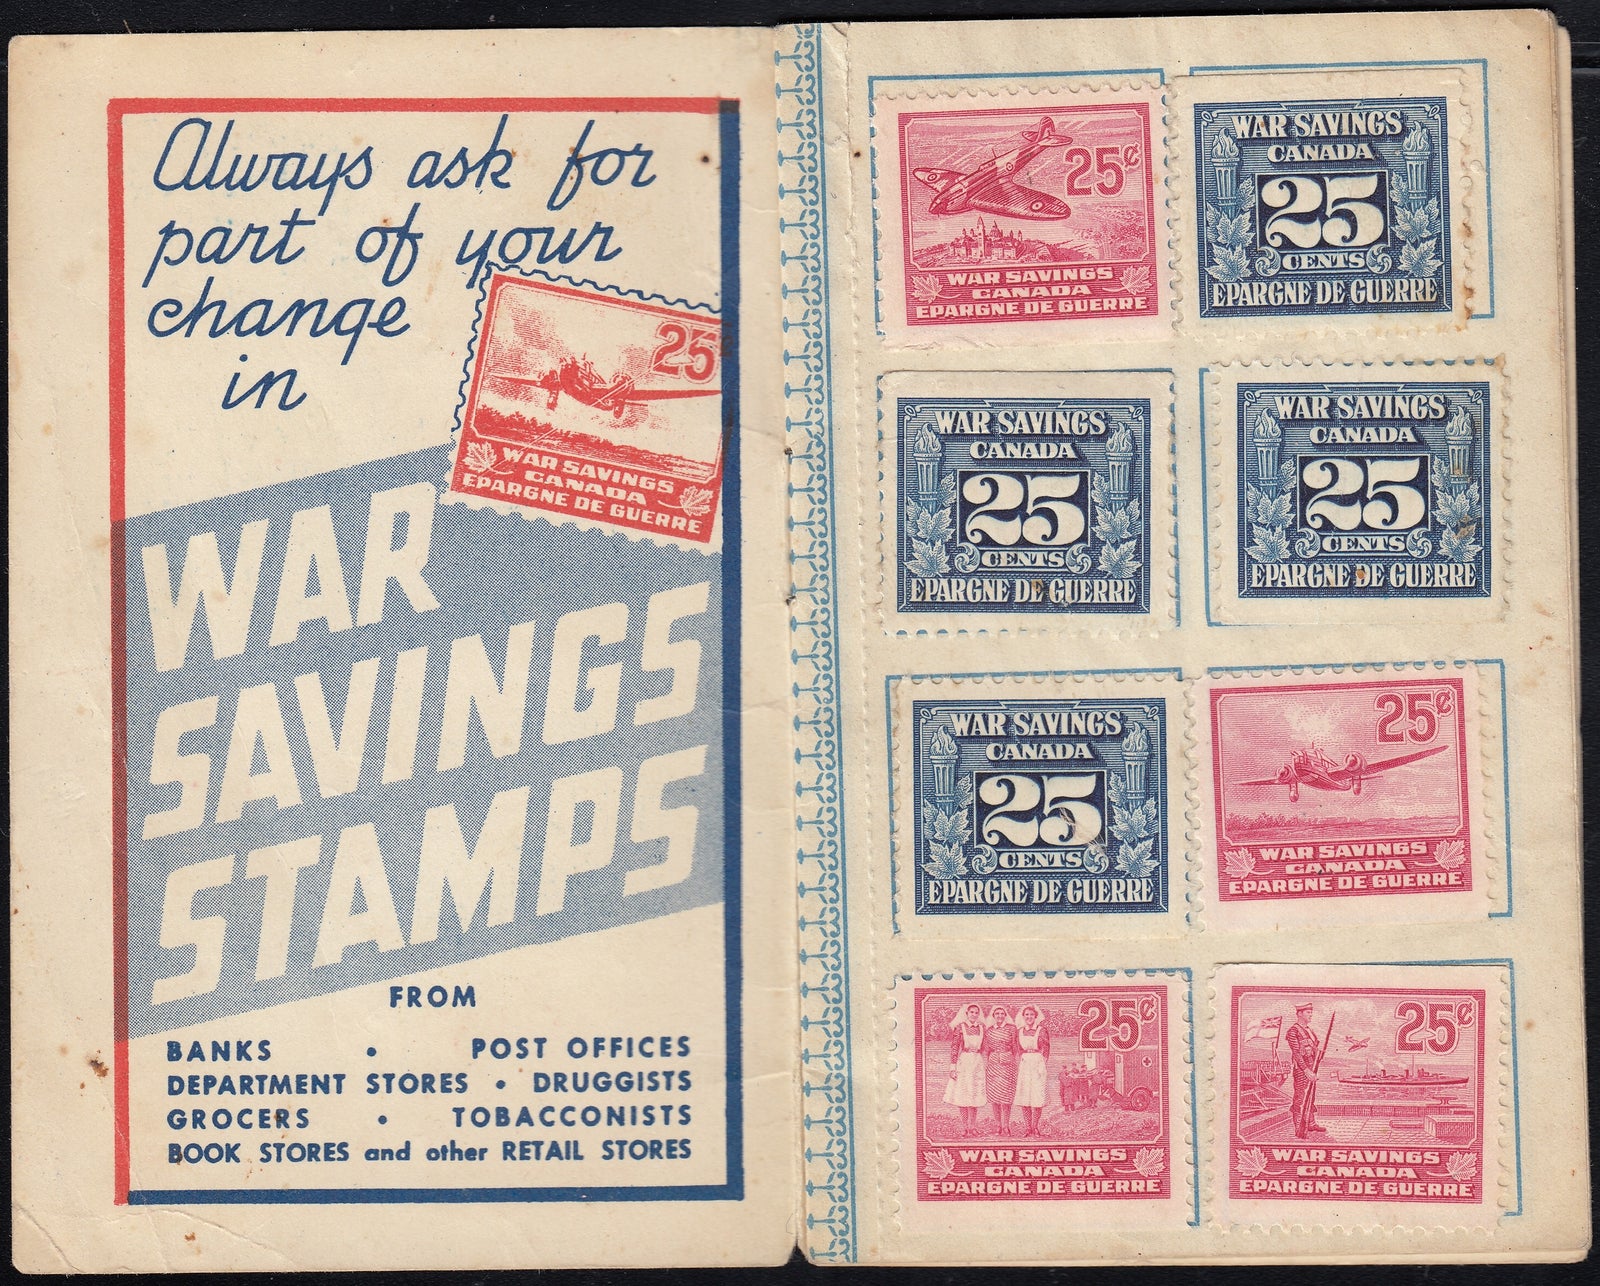 Always ask for
part of your
change
in
25
WAR SAVINGS
CANADA
EPARGNE DE GUERRE
WAR
SAVINGS
STAMPS
FROM
BANKS • POST OFFICES
DEPARTMENT STORES • DRUGGISTS
GROCERS • TOBACCONISTS
BOOK STORES and other RETAIL STORES
25¢
WAR SAVINGS
CANADA
EPARGNE DE GUERRE
WAR SAVINGS
CANADA
25
CENTS
EPARGNE DE GUERRE
WAR SAVINGS
CANADA
25
CENTS
EPARGNE DE GUERRE
WAR SAVINGS
CANADA
25
CENTS
EPARGNE DE GUERRE
WAR SAVINGS
CANADA
25
CENTS
EPARGNE DE GUERRE
25¢
WAR SAVINGS
CANADA
EPARGNE DE GUERRE
25¢
WAR SAVINGS
CANADA
EPARGNE DE GUERRE
25¢
WAR SAVINGS
CANADA
EPARGNE DE GUERRE